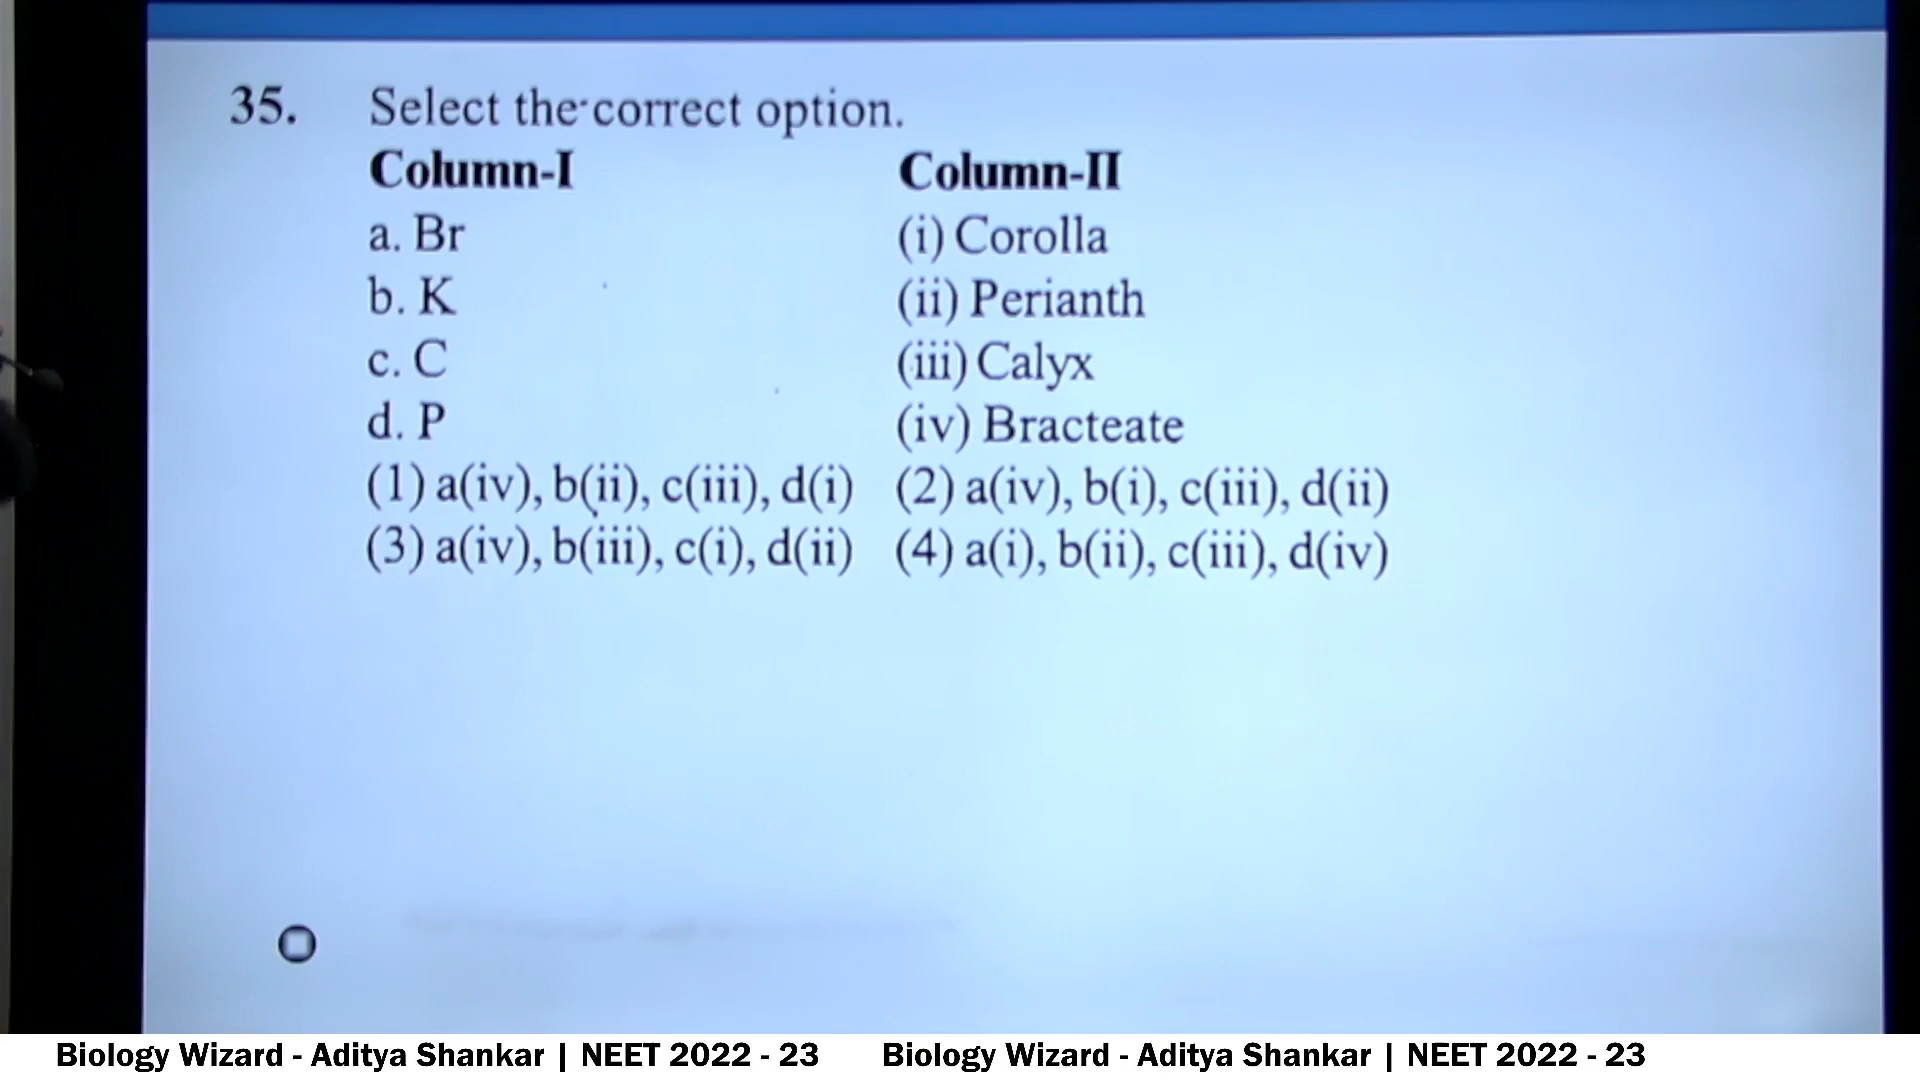 35. Select the correct option.
Column-I Column-II
a. Br (i) Corolla
b. K (ii) Perianth
c. C (iii) Calyx
d. P (iv) Bracteate
(1) a(iv), b(ii), c(iii), d(i) (2) a(iv), b(i), c(iii), d(ii)
(3) a(iv), b(iii), c(i), d(ii) (4) a(i), b(ii), c(iii), d(iv)
Biology Wizard - Aditya Shankar | NEET 2022 - 23 Biology Wizard - Aditya Shankar | NEET 2022 - 23